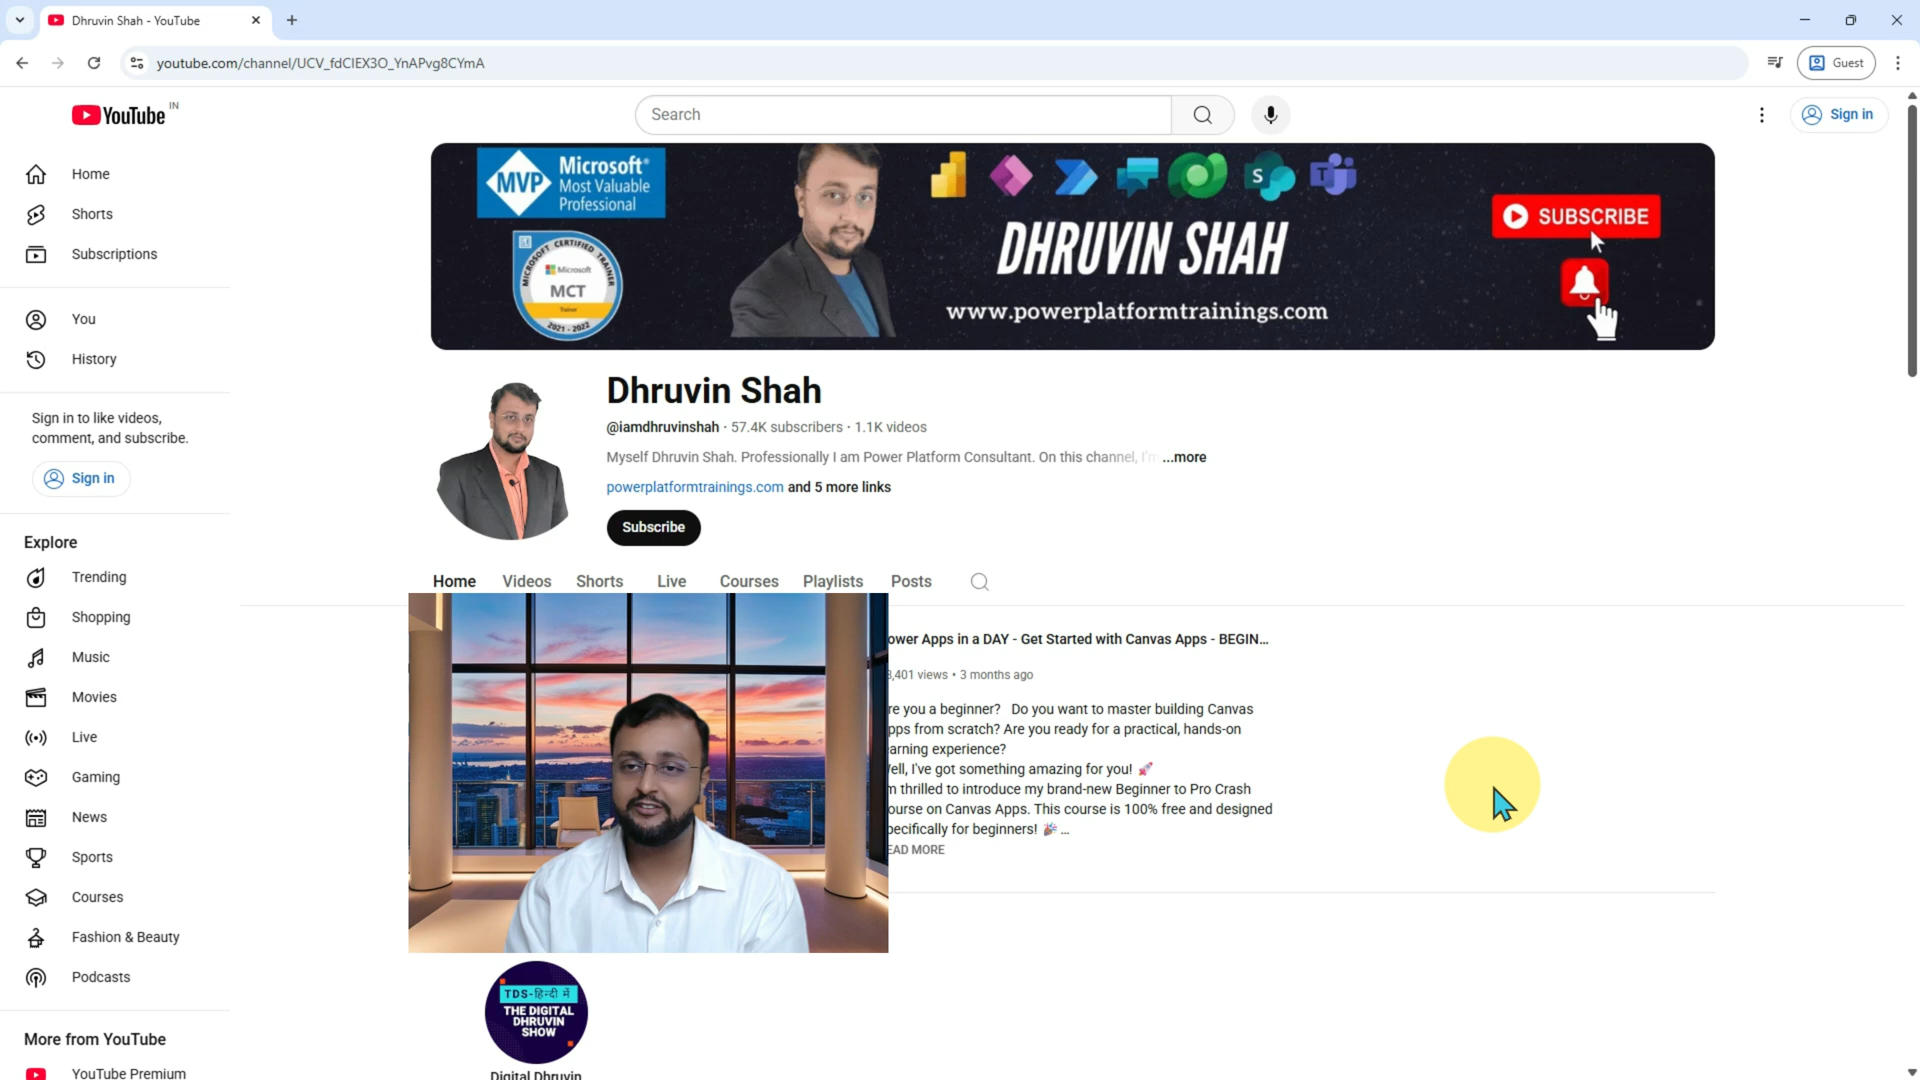 Dhruvin Shah - YouTube
youtube.com/channel/UCV_fdCIEX3O_YnAPvg8CYmA
Guest
YouTube IN
Search
Sign in
Home
Shorts
Subscriptions
You
History
Sign in to like videos,
comment, and subscribe.
Sign in
Explore
Trending
Shopping
Music
Movies
Live
Gaming
News
Sports
Courses
Fashion & Beauty
Podcasts
More from YouTube
YouTube Premium
MVP
Microsoft®
Most Valuable
Professional
MICROSOFT CERTIFIED TRAINER
Microsoft
MCT
Trainer
2021 - 2022
S
T
DHRUVIN SHAH
www.powerplatformtrainings.com
SUBSCRIBE
Dhruvin Shah
@iamdhruvinshah · 57.4K subscribers · 1.1K videos
Myself Dhruvin Shah. Professionally I am Power Platform Consultant. On this channel, I'm ...more
powerplatformtrainings.com and 5 more links
Subscribe
Home Videos Shorts Live Courses Playlists Posts
ower Apps in a DAY - Get Started with Canvas Apps - BEGIN...
,401 views • 3 months ago
re you a beginner? Do you want to master building Canvas
pps from scratch? Are you ready for a practical, hands-on
arning experience?
ell, I've got something amazing for you! 🚀
m thrilled to introduce my brand-new Beginner to Pro Crash
ourse on Canvas Apps. This course is 100% free and designed
pecifically for beginners! 🎉 ...
EAD MORE
TDS-हिन्दी में
THE DIGITAL
DHRUVIN
SHOW
Digital Dhruvin